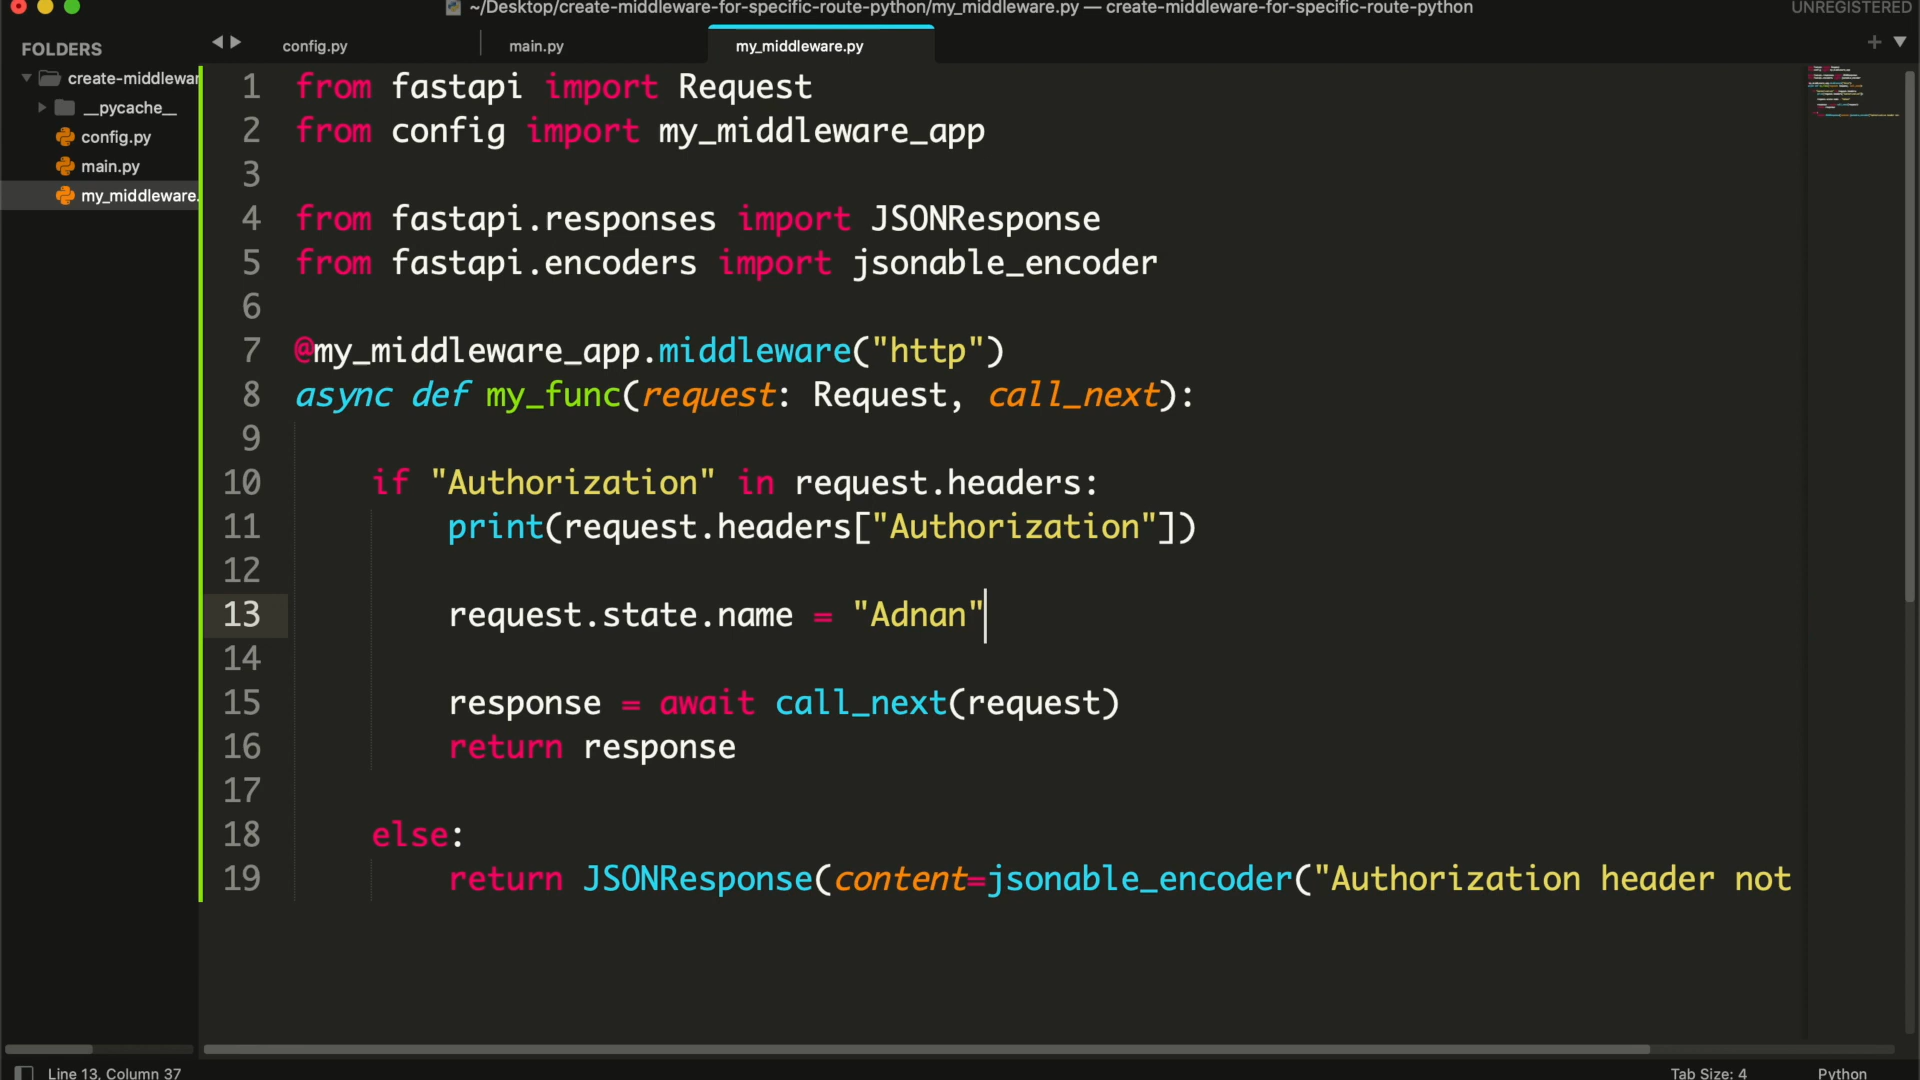 ~/Desktop/create-middleware-for-specific-route-python/my_middleware.py — create-middleware-for-specific-route-python
UNREGISTERED
FOLDERS
create-middlewar
__pycache__
config.py
main.py
my_middleware.
config.py
main.py
my_middleware.py
1 from fastapi import Request
2 from config import my_middleware_app
3
4 from fastapi.responses import JSONResponse
5 from fastapi.encoders import jsonable_encoder
6
7 @my_middleware_app.middleware("http")
8 async def my_func(request: Request, call_next):
9
10 if "Authorization" in request.headers:
11 print(request.headers["Authorization"])
12
13 request.state.name = "Adnan"
14
15 response = await call_next(request)
16 return response
17
18 else:
19 return JSONResponse(content=jsonable_encoder("Authorization header not
Line 13, Column 37
Tab Size: 4
Python